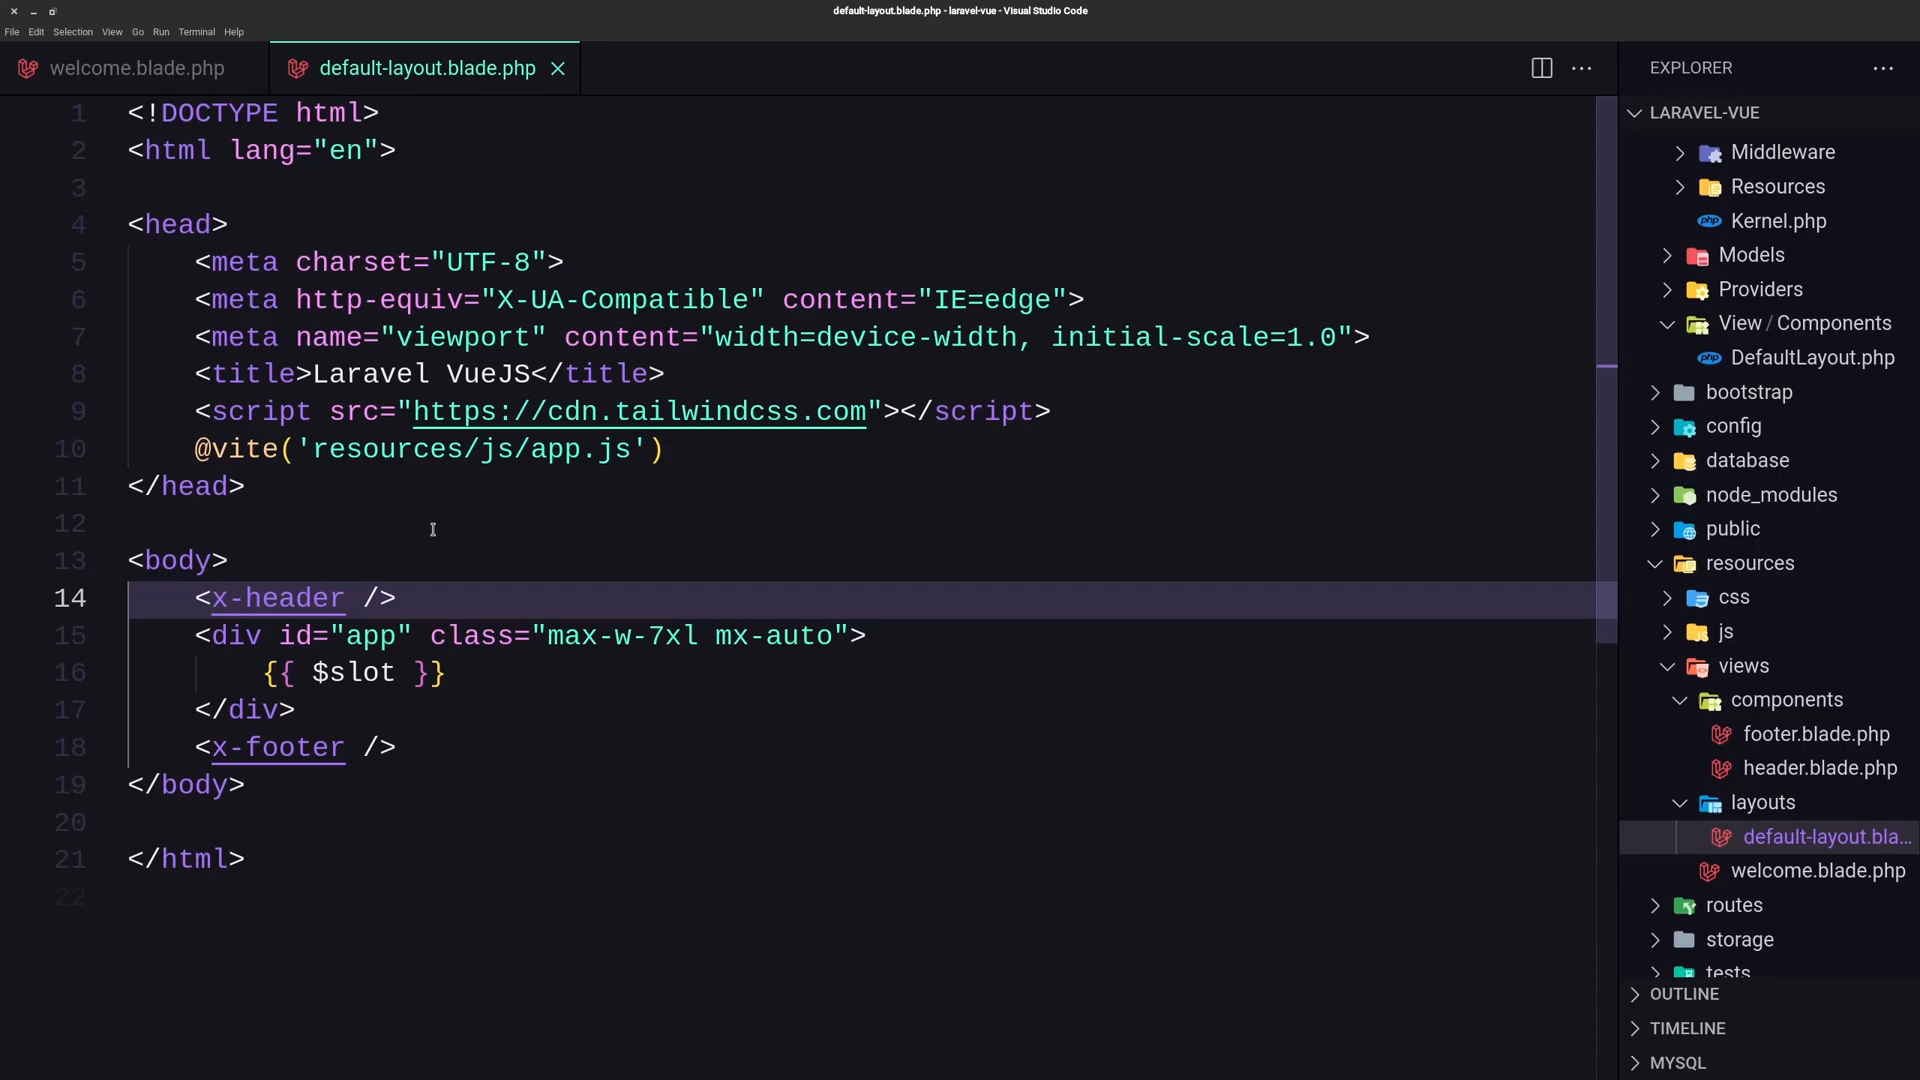 default-layout.blade.php - laravel-vue - Visual Studio Code
File Edit Selection View Go Run Terminal Help
welcome.blade.php
default-layout.blade.php
1 <!DOCTYPE html>
2 <html lang="en">
3
4 <head>
5 <meta charset="UTF-8">
6 <meta http-equiv="X-UA-Compatible" content="IE=edge">
7 <meta name="viewport" content="width=device-width, initial-scale=1.0">
8 <title>Laravel VueJS</title>
9 <script src="https://cdn.tailwindcss.com"></script>
10 @vite('resources/js/app.js')
11 </head>
12
13 <body>
14 <x-header />
15 <div id="app" class="max-w-7xl mx-auto">
16 {{ $slot }}
17 </div>
18 <x-footer />
19 </body>
20
21 </html>
22
EXPLORER
LARAVEL-VUE
Middleware
Resources
php Kernel.php
Models
Providers
View / Components
php DefaultLayout.php
bootstrap
config
database
node_modules
public
resources
css
js
views
components
footer.blade.php
header.blade.php
layouts
default-layout.bla...
welcome.blade.php
routes
storage
tests
OUTLINE
TIMELINE
MYSQL